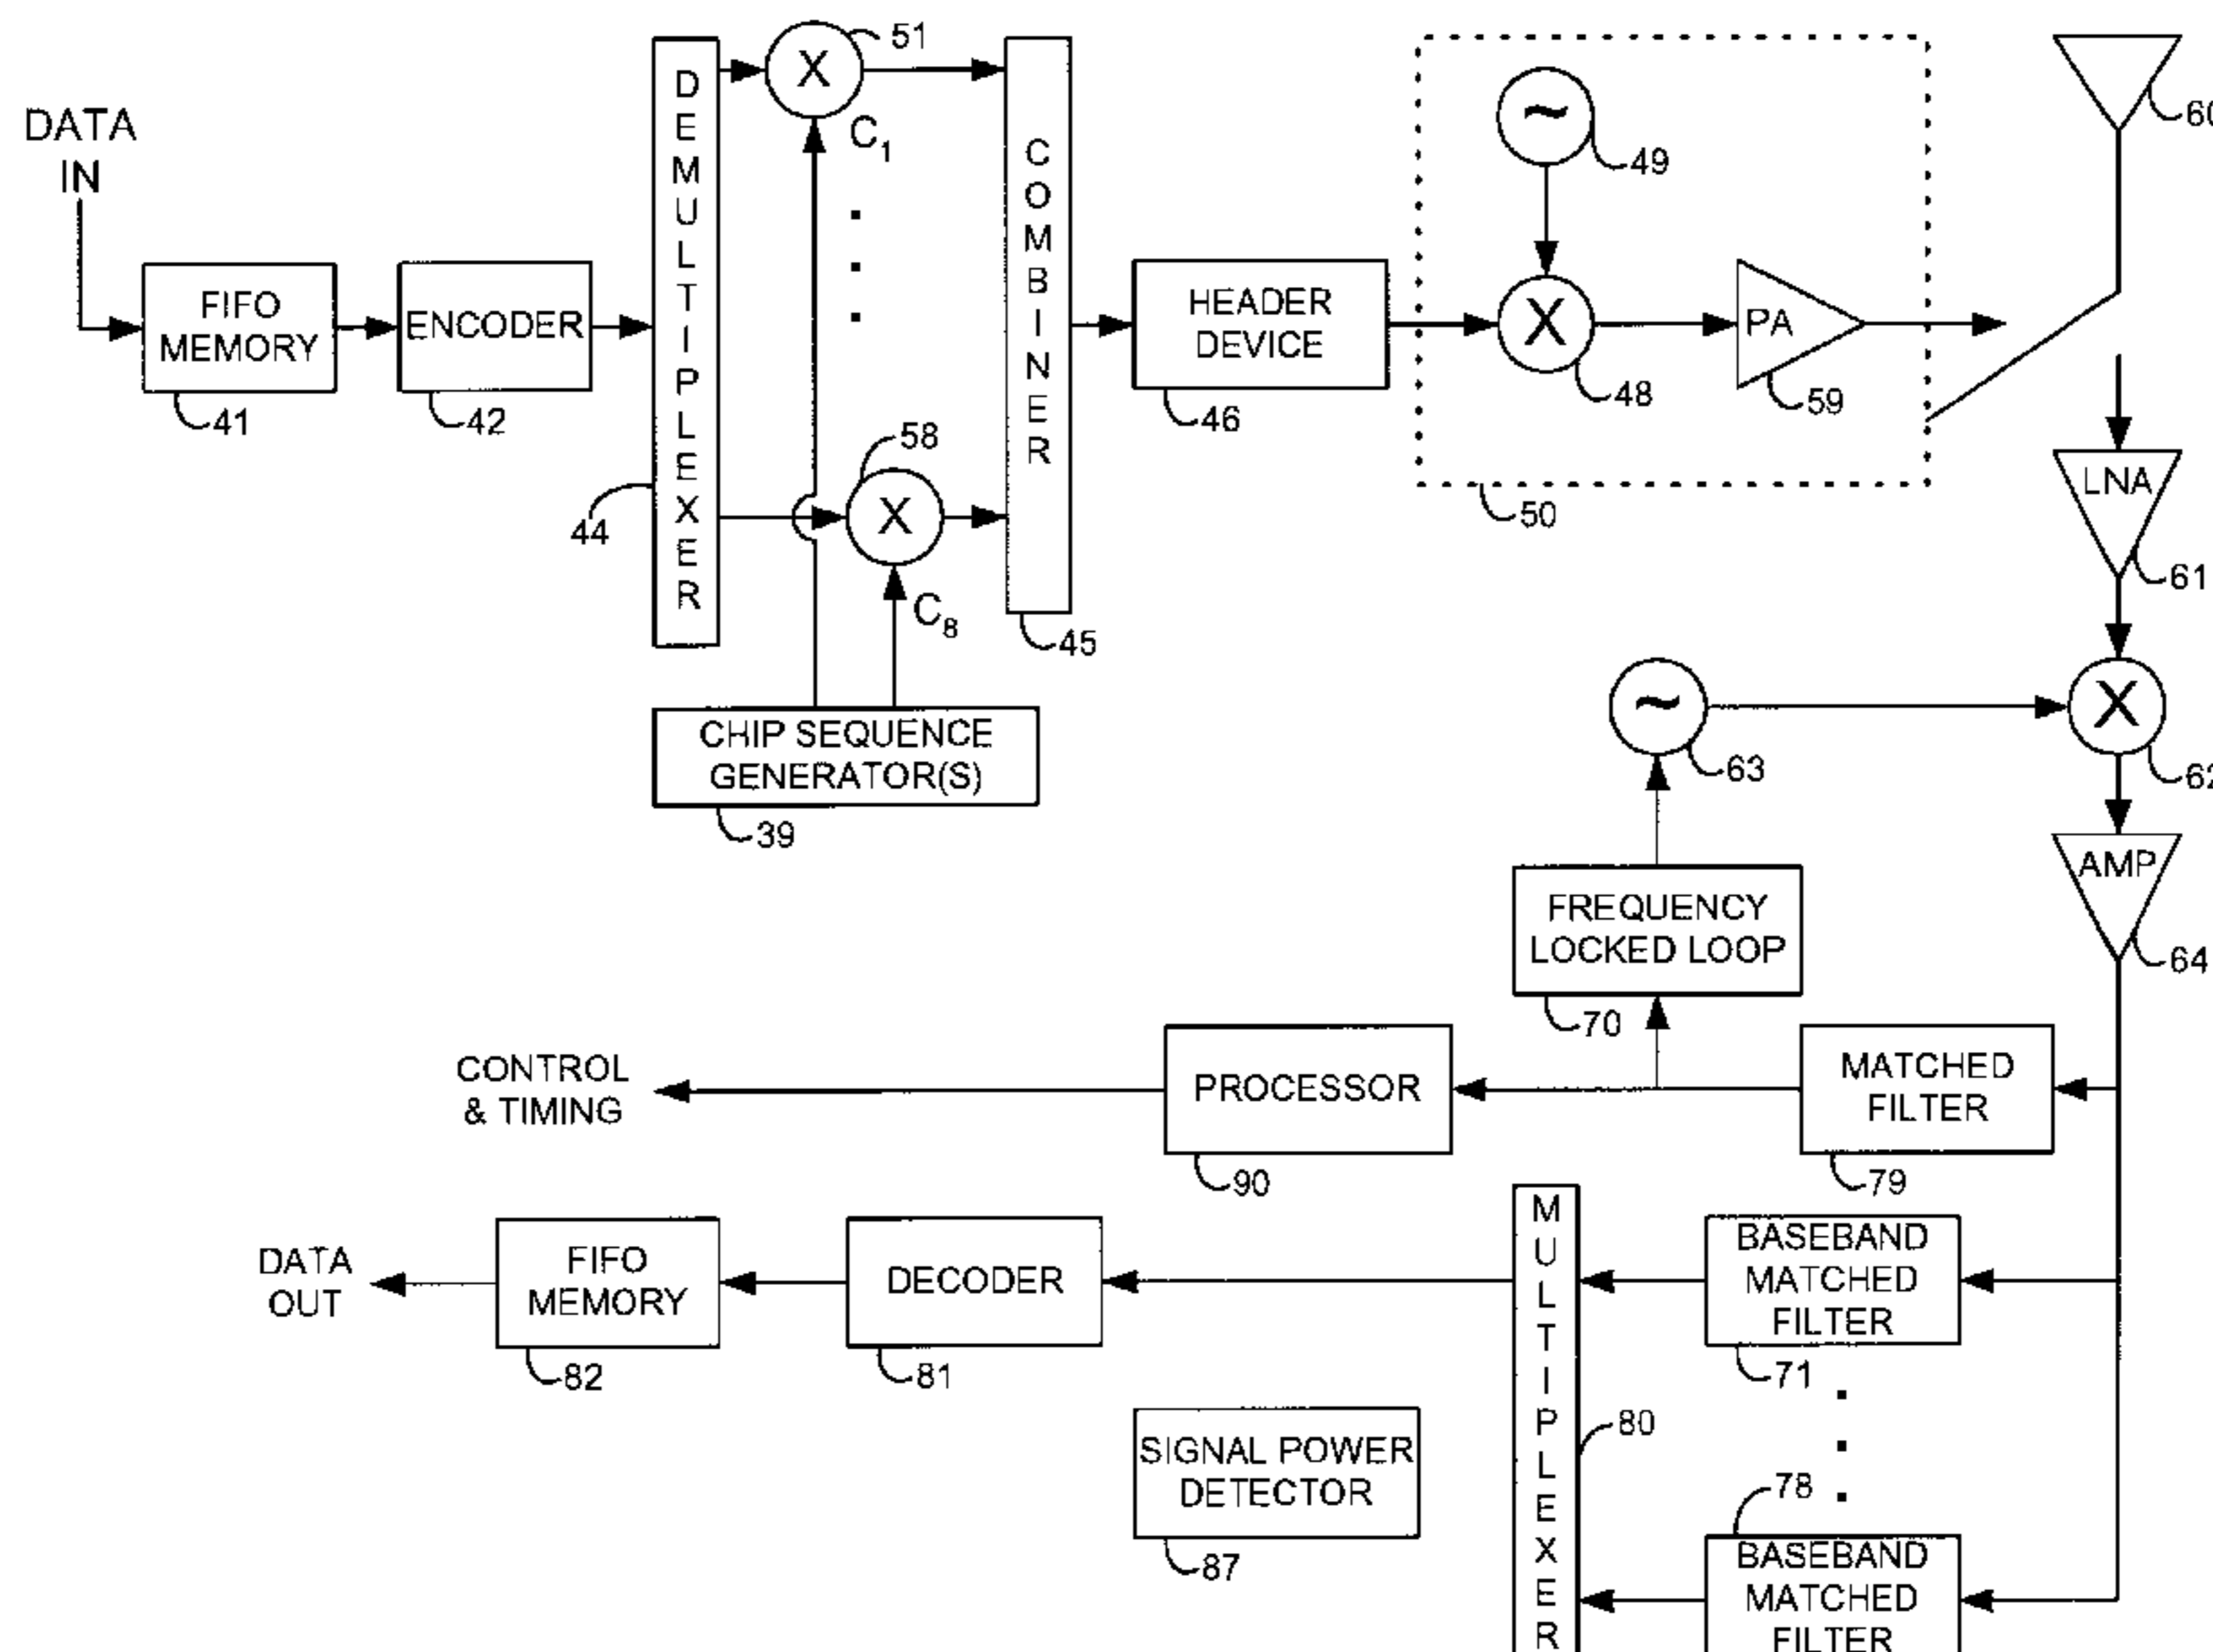 DATA
IN
FIFO
MEMORY
41
ENCODER
42
DEMULTIPLEXER
44
X
51
C1
X
58
C8
COMBINER
45
CHIP SEQUENCE
GENERATOR(S)
39
HEADER
DEVICE
46
~
49
X
48
PA
59
50
60
LNA
61
~
63
X
62
AMP
64
FREQUENCY
LOCKED LOOP
70
CONTROL
& TIMING
PROCESSOR
90
MATCHED
FILTER
79
DATA
OUT
FIFO
MEMORY
82
DECODER
81
MULTIPLEXER
80
BASEBAND
MATCHED
FILTER
71
SIGNAL POWER
DETECTOR
87
78
BASEBAND
MATCHED
FILTER